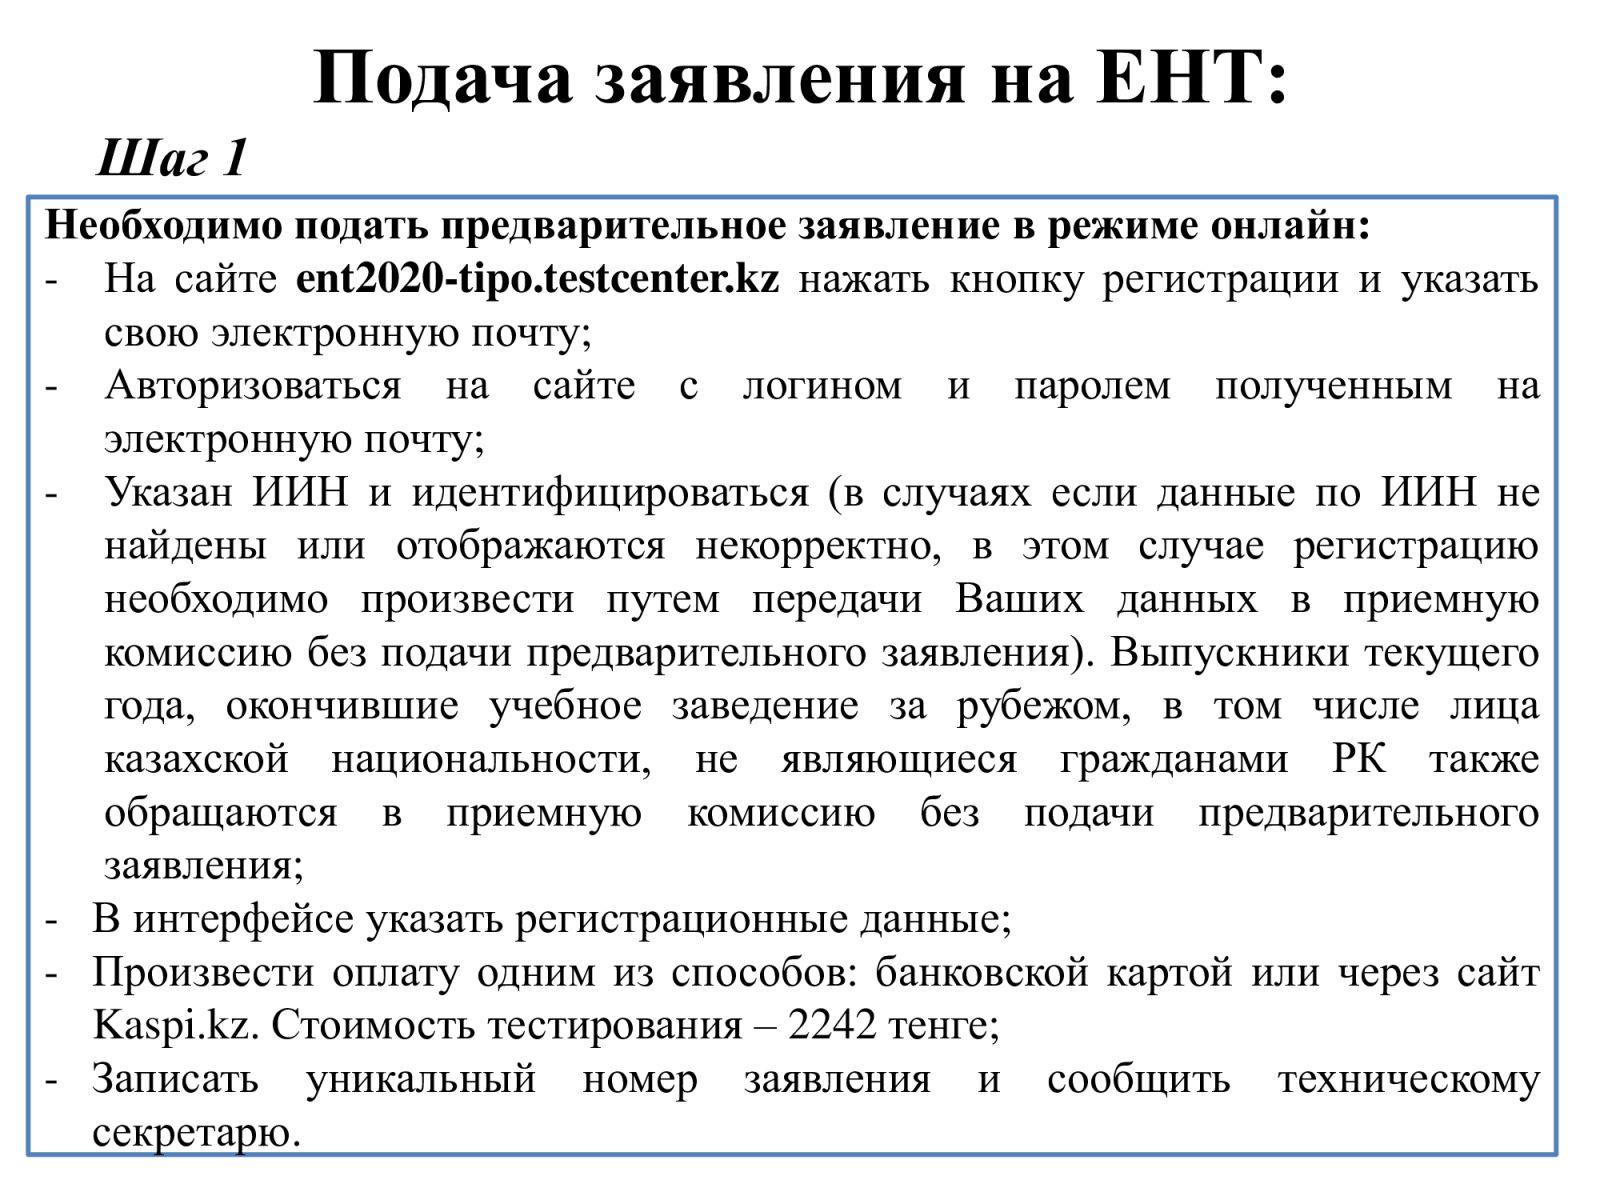 Подача заявления на ЕНТ:
Шаг 1
Необходимо подать предварительное заявление в режиме онлайн:
- На сайте ent2020-tipo.testcenter.kz нажать кнопку регистрации и указать
свою электронную почту;
- Авторизоваться на сайте с логином и паролем полученным на
электронную почту;
- Указан ИИН и идентифицироваться (в случаях если данные по ИИН не
найдены или отображаются некорректно, в этом случае регистрацию
необходимо произвести путем передачи Ваших данных в приемную
комиссию без подачи предварительного заявления). Выпускники текущего
года, окончившие учебное заведение за рубежом, в том числе лица
казахской национальности, не являющиеся гражданами РК также
обращаются в приемную комиссию без подачи предварительного
заявления;
- В интерфейсе указать регистрационные данные;
- Произвести оплату одним из способов: банковской картой или через сайт
Kaspi.kz. Стоимость тестирования – 2242 тенге;
- Записать уникальный номер заявления и сообщить техническому
секретарю.